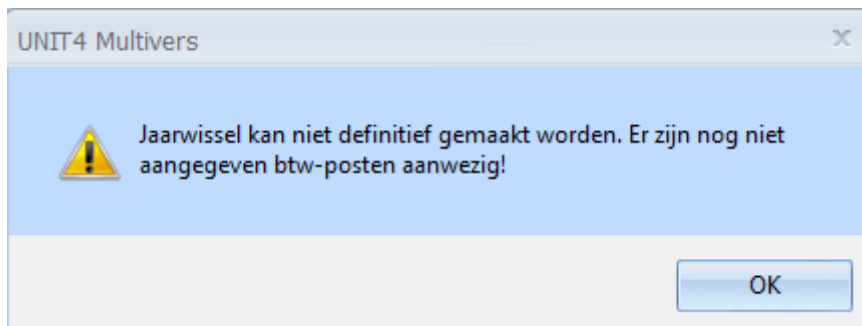 UNIT4 Multivers
Jaarwissel kan niet definitief gemaakt worden. Er zijn nog niet
aangegeven btw-posten aanwezig!
OK